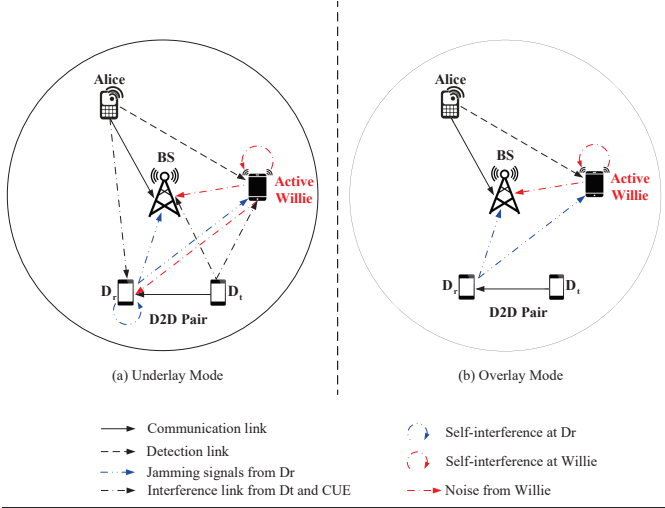 Alice
BS
Active
Willie
Dr
Dt
D2D Pair
(a) Underlay Mode
Alice
BS
Active
Willie
Dr
Dt
D2D Pair
(b) Overlay Mode
Communication link
Detection link
Jamming signals from Dr
Interference link from Dt and CUE
Self-interference at Dr
Self-interference at Willie
Noise from Willie